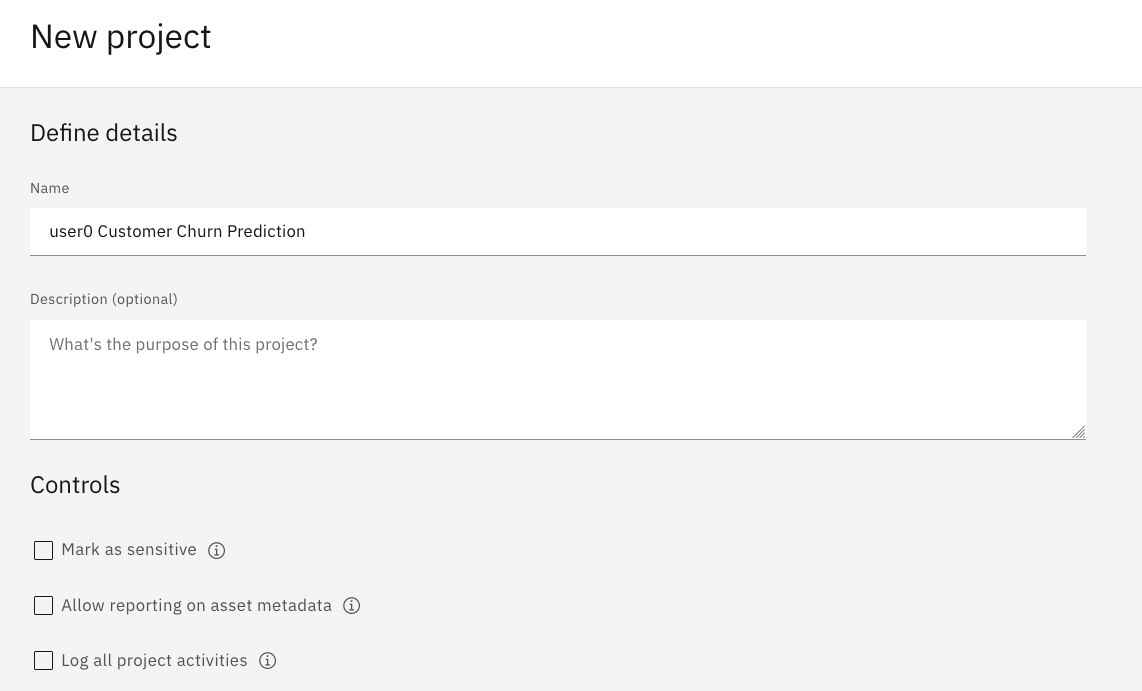 New project
Define details
Name
user0 Customer Churn Prediction
Description (optional)
What's the purpose of this project?
Controls
Mark as sensitive
Allow reporting on asset metadata
Log all project activities